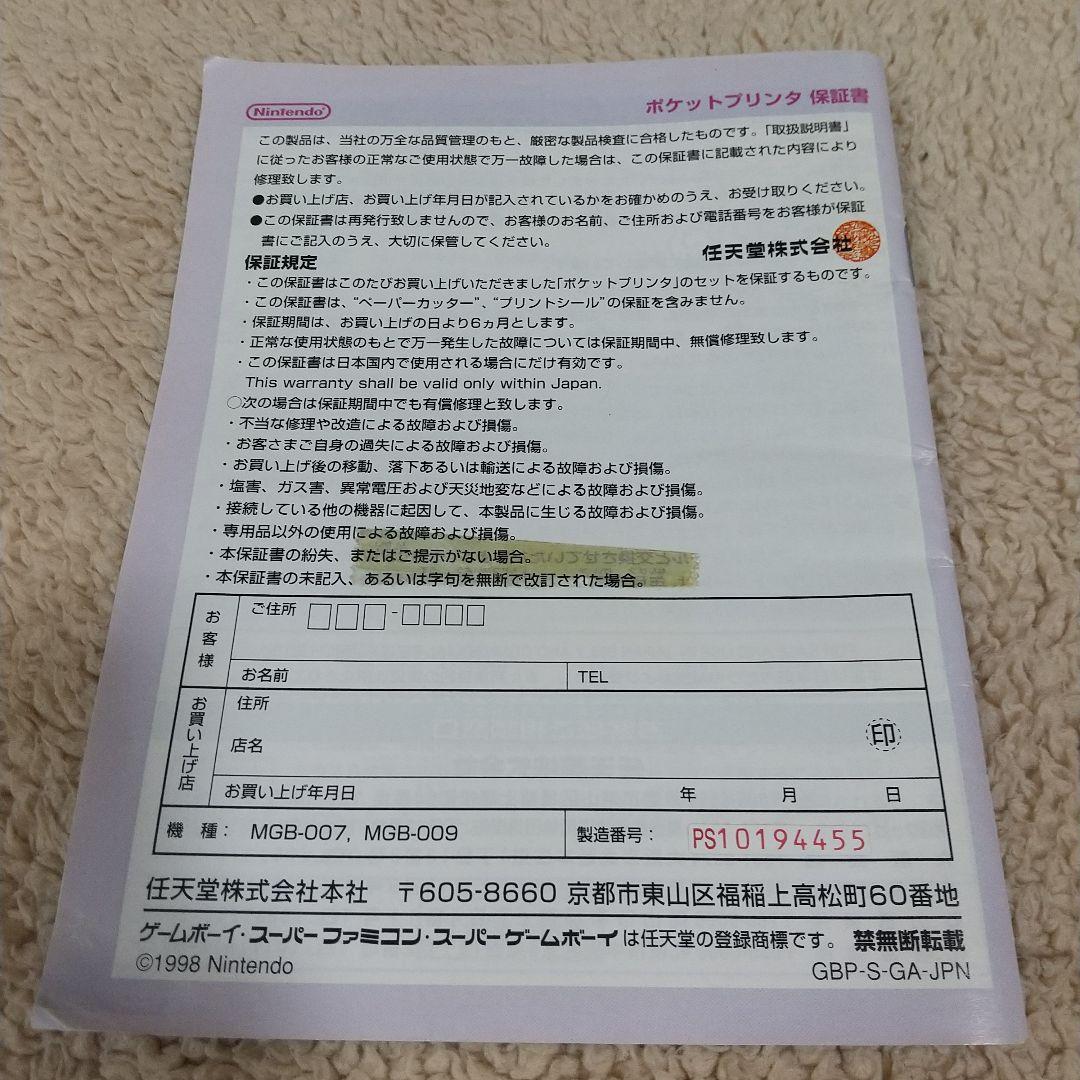 Nintendo
ポケットプリンタ 保証書
この製品は、当社の万全な品質管理のもと、厳密な製品検査に合格したものです。「取扱説明書」
に従ったお客様の正常なご使用状態で万一故障した場合は、この保証書に記載された内容により
修理致します。
●お買い上げ店、お買い上げ年月日が記入されているかをお確かめのうえ、お受け取りください。
●この保証書は再発行致しませんので、お客様のお名前、ご住所および電話番号をお客様が保証
書にご記入のうえ、大切に保管してください。
任天堂株式会社
保証規定
・この保証書はこのたびお買い上げいただきました「ポケットプリンタ」のセットを保証するものです。
・この保証書は、“ペーパーカッター”、“プリントシール”の保証を含みません。
・保証期間は、お買い上げの日より6ヵ月とします。
・正常な使用状態のもとで万一発生した故障については保証期間中、無償修理致します。
・この保証書は日本国内で使用される場合にだけ有効です。
This warranty shall be valid only within Japan.
○次の場合は保証期間中でも有償修理と致します。
・不当な修理や改造による故障および損傷。
・お客さまご自身の過失による故障および損傷。
・お買い上げ後の移動、落下あるいは輸送による故障および損傷。
・塩害、ガス害、異常電圧および天災地変などによる故障および損傷。
・接続している他の機器に起因して、本製品に生じる故障および損傷。
・専用品以外の使用による故障および損傷。
・本保証書の紛失、またはご提示がない場合。
・本保証書の未記入、あるいは字句を無断で改訂された場合。
お客様
ご住所 □□□-□□□□
お名前
TEL
お買い上げ店
住所
店名
印
お買い上げ年月日 年 月 日
機種: MGB-007, MGB-009
製造番号: PS10194455
任天堂株式会社本社 〒605-8660 京都市東山区福稲上高松町60番地
ゲームボーイ・スーパーファミコン・スーパーゲームボーイは任天堂の登録商標です。 禁無断転載
©1998 Nintendo
GBP-S-GA-JPN